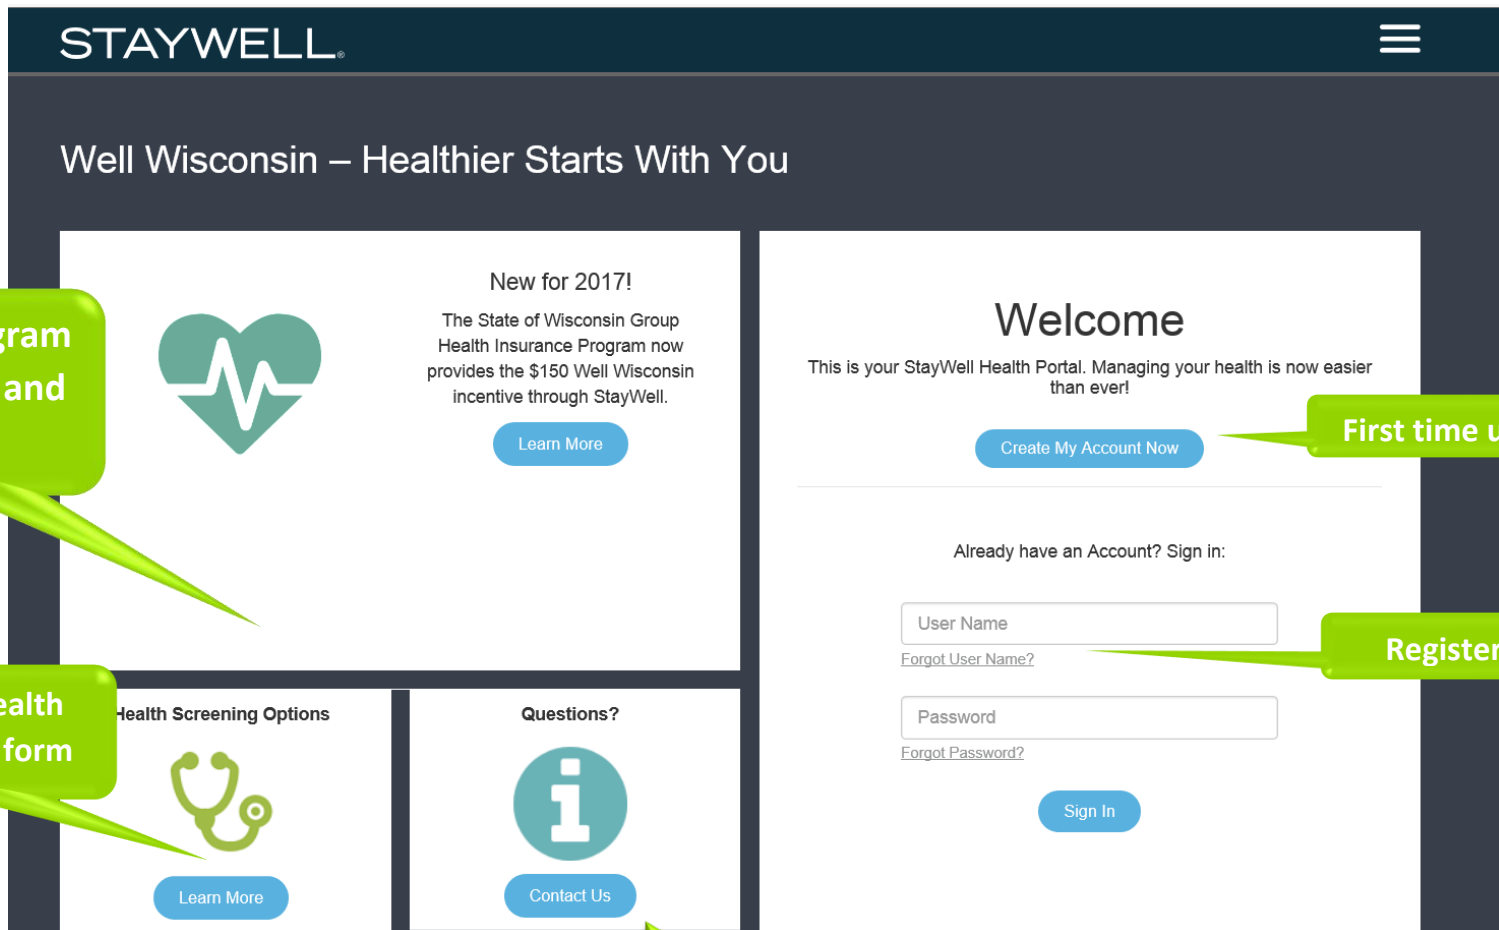 STAYWELL®
Well Wisconsin – Healthier Starts With You
New for 2017!
The State of Wisconsin Group
Health Insurance Program now
provides the $150 Well Wisconsin
incentive through StayWell.
Learn More
and
Health Screening Options
Learn More
form
Questions?
Contact Us
Welcome
This is your StayWell Health Portal. Managing your health is now easier
than ever!
Create My Account Now
First time
Already have an Account? Sign in:
User Name
Forgot User Name?
Register
Password
Forgot Password?
Sign In